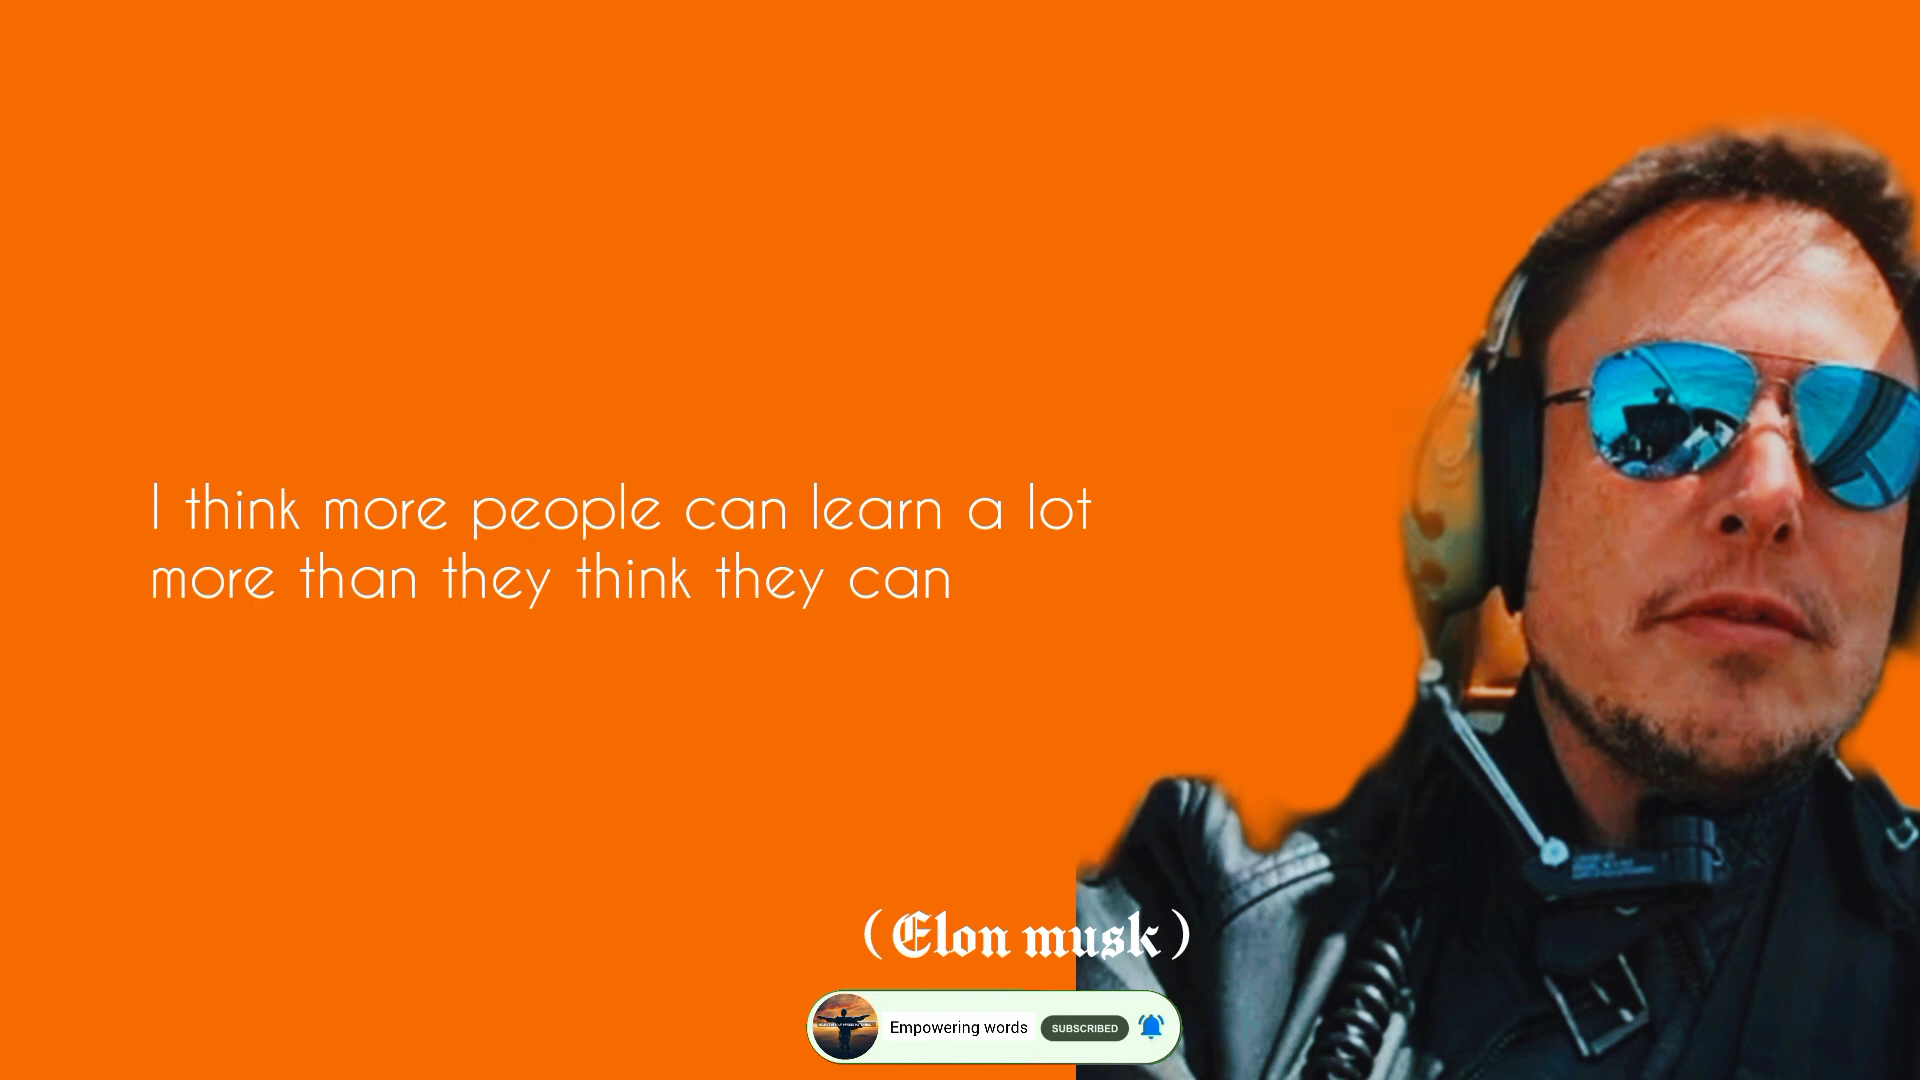 I think more people can learn a lot
more than they think they can
(Elon musk)
Empowering words
SUBSCRIBED